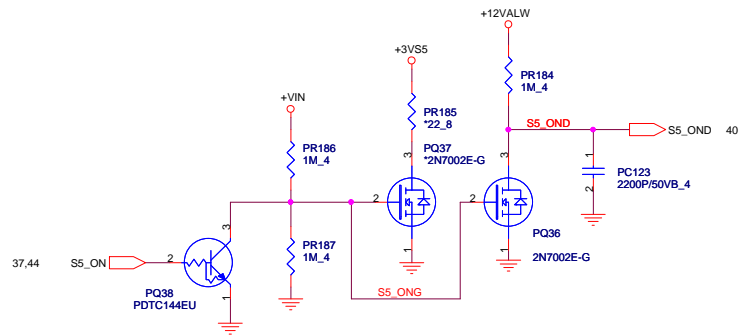 +12VALW
+3VS5
PR184
1M_4
+VIN
PR185
*22_8
S5_OND
S5_OND 40
PR186
1M_4
PQ37
*2N7002E-G
3
3
1
PC123
2200P/50VB_4
2
2
2
3
1
1
PQ36
2N7002E-G
PR187
1M_4
37,44 S5_ON
2
S5_ONG
PQ38
PDTC144EU
1